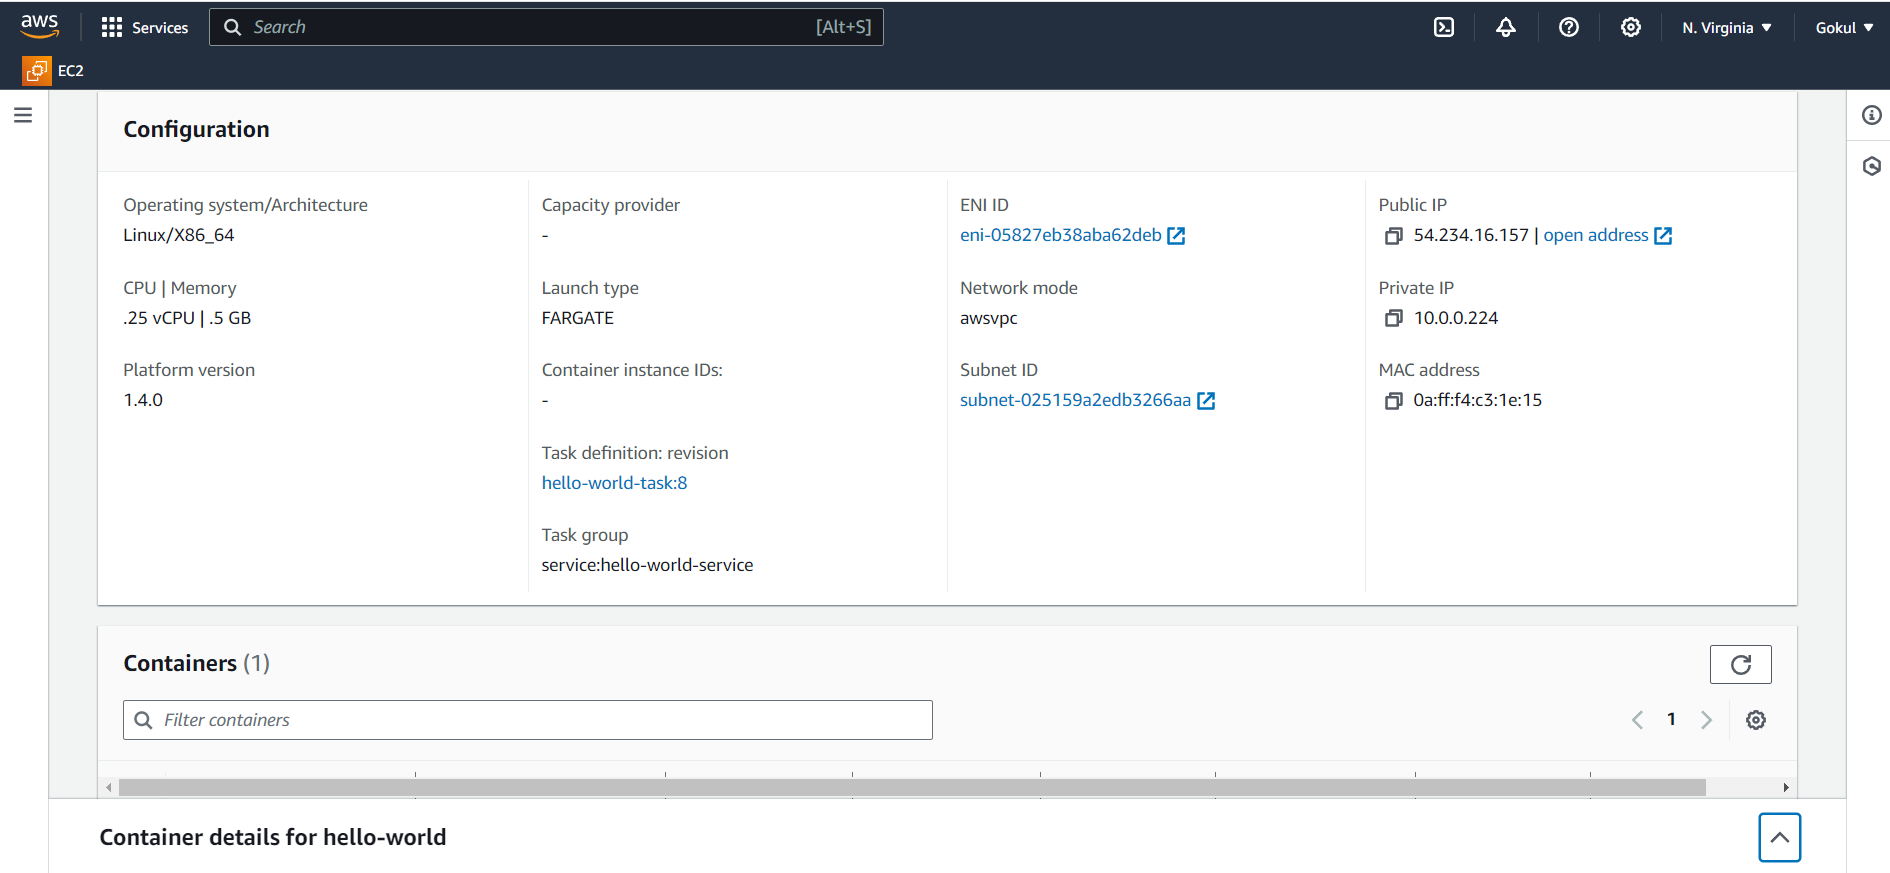 aws
Services
Search
[Alt+S]
N. Virginia
Gokul
EC2
Configuration
Operating system/Architecture
Linux/X86_64
CPU | Memory
.25 vCPU | .5 GB
Platform version
1.4.0
Capacity provider
-
Launch type
FARGATE
Container instance IDs:
-
Task definition: revision
hello-world-task:8
Task group
service:hello-world-service
ENI ID
eni-05827eb38aba62deb
Network mode
awsvpc
Subnet ID
subnet-025159a2edb3266aa
Public IP
54.234.16.157 | open address
Private IP
10.0.0.224
MAC address
0a:ff:f4:c3:1e:15
Containers (1)
Filter containers
1
Container details for hello-world